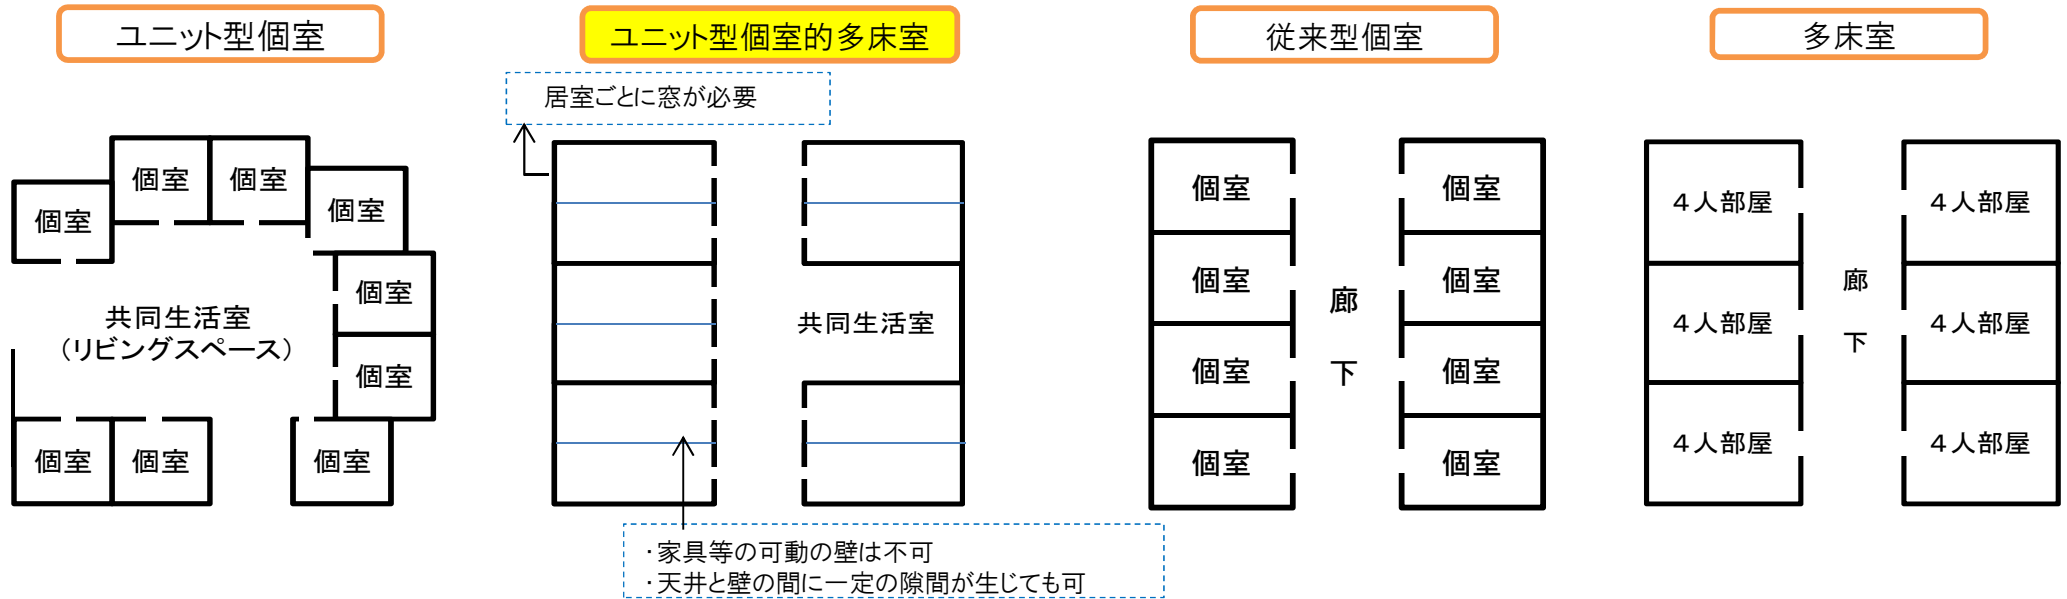 ユニット型個室
ユニット型個室的多床室
従来型個室
多床室
居室ごとに窓が必要
個室
個室
個室
個室
個室
個室
個室
個室
個室
共同生活室
（リビングスペース）
共同生活室
・家具等の可動の壁は不可
・天井と壁の間に一定の隙間が生じても可
個室
個室
個室
個室
廊
下
個室
個室
個室
個室
４人部屋
４人部屋
４人部屋
廊
下
４人部屋
４人部屋
４人部屋